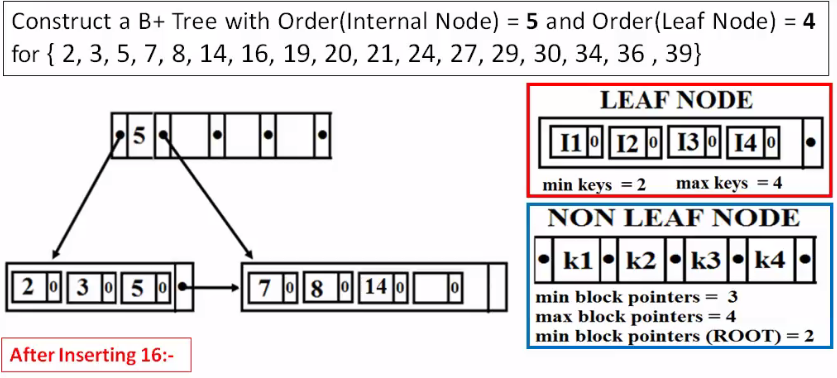 Construct a B+ Tree with Order(Internal Node) = 5 and Order(Leaf Node) = 4
for { 2, 3, 5, 7, 8, 14, 16, 19, 20, 21, 24, 27, 29, 30, 34, 36 , 39}
5
2 0 3 0 5 0
7 0 8 0 14 0 0
After Inserting 16:-
LEAF NODE
I1 0 I2 0 I3 0 I4 0
min keys = 2 max keys = 4
NON LEAF NODE
k1 k2 k3 k4
min block pointers = 3
max block pointers = 4
min block pointers (ROOT) = 2